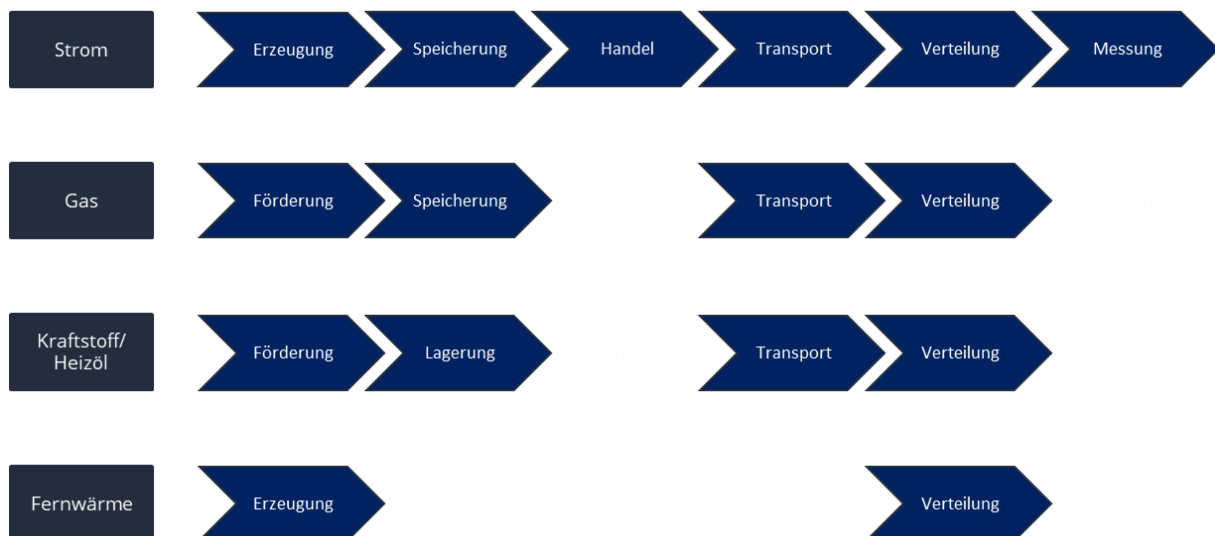 Strom
Erzeugung
Speicherung
Handel
Transport
Verteilung
Messung
Gas
Förderung
Speicherung
Transport
Verteilung
Kraftstoff/
Heizöl
Förderung
Lagerung
Transport
Verteilung
Fernwärme
Erzeugung
Verteilung